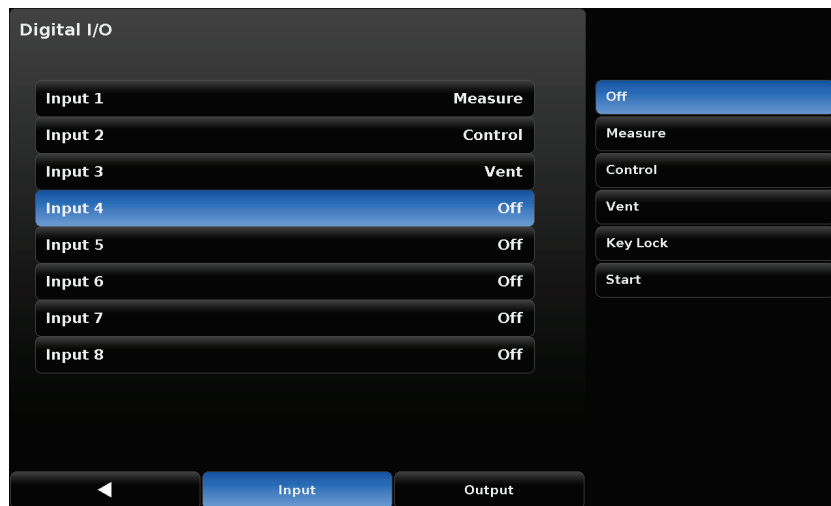 Digital I/O
Input 1 Measure
Input 2 Control
Input 3 Vent
Input 4 Off
Input 5 Off
Input 6 Off
Input 7 Off
Input 8 Off
Off
Measure
Control
Vent
Key Lock
Start
Input Output